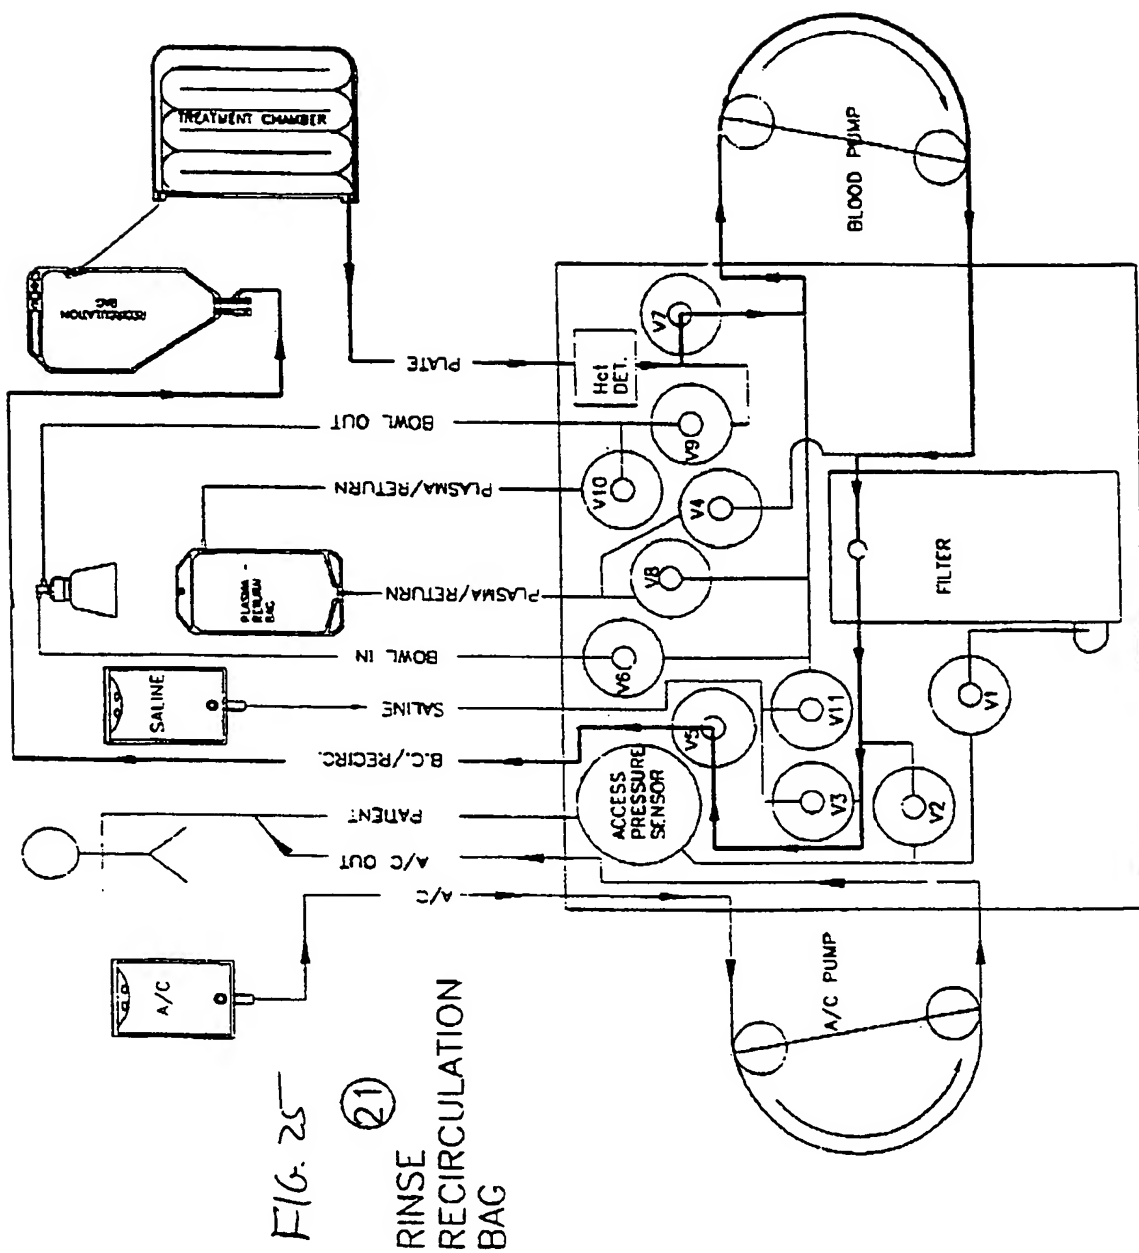 TREATMENT CHAMBER
RECIRCULATION
BAG
BLOOD PUMP
V7
PLATE
Hct
DET.
BOWL OUT
V9
V10
PLASMA/RETURN
V4
PLASMA-
RETURN
BAG
PLASMA/RETURN
V8
FILTER
BOWL IN
V6
SALINE
SALINE
V11
V1
V5
B.C./RECIRC.
ACCESS
PRESSURE
SENSOR
V3
V2
PATIENT
A/C OUT
A/C
A/C
A/C PUMP
FIG. 25
21
RINSE
RECIRCULATION
BAG